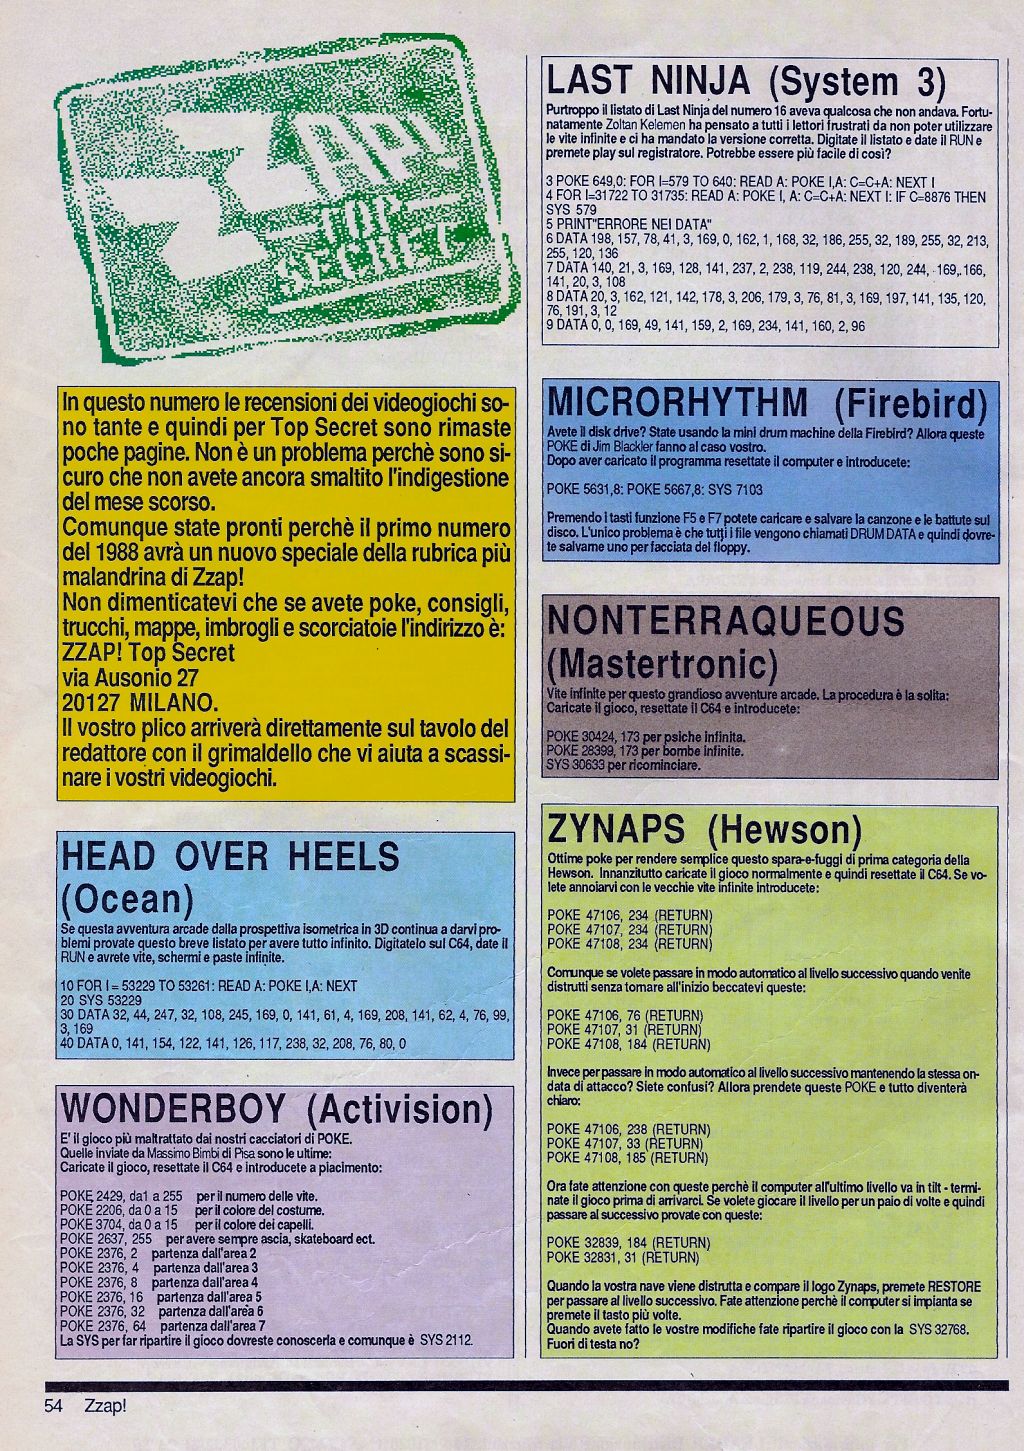 ZZAP!
TOP
SECRET
In questo numero le recensioni dei videogiochi so-
no tante e quindi per Top Secret sono rimaste
poche pagine. Non è un problema perchè sono si-
curo che non avete ancora smaltito l'indigestione
del mese scorso.
Comunque state pronti perchè il primo numero
del 1988 avrà un nuovo speciale della rubrica più
malandrina di Zzap!
Non dimenticatevi che se avete poke, consigli,
trucchi, mappe, imbrogli e scorciatoie l'indirizzo è:
ZZAP! Top Secret
via Ausonio 27
20127 MILANO.
Il vostro plico arriverà direttamente sul tavolo del
redattore con il grimaldello che vi aiuta a scassi-
nare i vostri videogiochi.
HEAD OVER HEELS
(Ocean)
Se questa avventura arcade dalla prospettiva isometrica in 3D continua a darvi pro-
blemi provate questo breve listato per avere tutto infinito. Digitatelo sul C64, date il
RUN e avrete vite, schermi e paste infinite.
10 FOR I = 53229 TO 53261: READ A: POKE I,A: NEXT
20 SYS 53229
30 DATA 32, 44, 247, 32, 108, 245, 169, 0, 141, 61, 4, 169, 208, 141, 62, 4, 76, 99,
3, 169
40 DATA 0, 141, 154, 122, 141, 126, 117, 238, 32, 208, 76, 80, 0
WONDERBOY (Activision)
E' il gioco più maltrattato dai nostri cacciatori di POKE.
Quelle inviate da Massimo Bimbi di Pisa sono le ultime:
Caricate il gioco, resettate il C64 e introducete a placimento:
POKE 2429, da1 a 255 per il numero delle vite.
POKE 2206, da 0 a 15 per il colore del costume.
POKE 3704, da 0 a 15 per il colore dei capelli.
POKE 2637, 255 per avere sempre ascia, skateboard ect.
POKE 2376, 2 partenza dall'area 2
POKE 2376, 4 partenza dall'area 3
POKE 2376, 8 partenza dall'area 4
POKE 2376, 16 partenza dall'area 5
POKE 2376, 32 partenza dall'area 6
POKE 2376, 64 partenza dall'area 7
La SYS per far ripartire il gioco dovreste conoscerla e comunque è SYS 2112.
LAST NINJA (System 3)
Purtroppo il listato di Last Ninja del numero 16 aveva qualcosa che non andava. Fortu-
natamente Zoltan Kelemen ha pensato a tutti i lettori frustrati da non poter utilizzare
le vite infinite e ci ha mandato la versione corretta. Digitate il listato e date il RUN e
premete play sul registratore. Potrebbe essere più facile di così?
3 POKE 649,0: FOR I=579 TO 640: READ A: POKE I,A: C=C+A: NEXT I
4 FOR I=31722 TO 31735: READ A: POKE I, A: C=C+A: NEXT I: IF C=8876 THEN
SYS 579
5 PRINT"ERRORE NEI DATA"
6 DATA 198, 157, 78, 41, 3, 169, 0, 162, 1, 168, 32, 186, 255, 32, 189, 255, 32, 213,
255, 120, 136
7 DATA 140, 21, 3, 169, 128, 141, 237, 2, 238, 119, 244, 238, 120, 244, 169, 166,
141, 20, 3, 108
8 DATA 20, 3, 162, 121, 142, 178, 3, 206, 179, 3, 76, 81, 3, 169, 197, 141, 135, 120,
76, 191, 3, 12
9 DATA 0, 0, 169, 49, 141, 159, 2, 169, 234, 141, 160, 2, 96
MICRORHYTHM (Firebird)
Avete il disk drive? State usando la mini drum machine della Firebird? Allora queste
POKE di Jim Blackler fanno al caso vostro.
Dopo aver caricato il programma resettate il computer e introducete:
POKE 5631,8: POKE 5667,8: SYS 7103
Premendo i tasti funzione F5 e F7 potete caricare e salvare la canzone e le battute sul
disco. L'unico problema è che tutti i file vengono chiamati DRUM DATA e quindi dovre-
te salvarne uno per facciata del floppy.
NONTERRAQUEOUS
(Mastertronic)
Vite infinite per questo grandioso avventure arcade. La procedura è la solita:
Caricate il gioco, resettate il C64 e introducete:
POKE 30424, 173 per psiche infinita.
POKE 28399, 173 per bombe infinite.
SYS 30633 per ricominciare.
ZYNAPS (Hewson)
Ottime poke per rendere semplice questo spara-e-fuggi di prima categoria della
Hewson. Innanzitutto caricate il gioco normalmente e quindi resettate il C64. Se vo-
lete annoiarvi con le vecchie vite infinite introducete:
POKE 47106, 234 (RETURN)
POKE 47107, 234 (RETURN)
POKE 47108, 234 (RETURN)
Comunque se volete passare in modo automatico al livello successivo quando venite
distrutti senza tornare all'inizio beccatevi queste:
POKE 47106, 76 (RETURN)
POKE 47107, 31 (RETURN)
POKE 47108, 184 (RETURN)
Invece per passare in modo automatico al livello successivo mantenendo la stessa on-
data di attacco? Siete confusi? Allora prendete queste POKE e tutto diventerà
chiaro:
POKE 47106, 238 (RETURN)
POKE 47107, 33 (RETURN)
POKE 47108, 185 (RETURN)
Ora fate attenzione con queste perchè il computer all'ultimo livello va in tilt - termi-
nate il gioco prima di arrivarci. Se volete giocare il livello per un paio di volte e quindi
passare al successivo provate con queste:
POKE 32839, 184 (RETURN)
POKE 32831, 31 (RETURN)
Quando la vostra nave viene distrutta e compare il logo Zynaps, premete RESTORE
per passare al livello successivo. Fate attenzione perchè il computer si impianta se
premete il tasto più volte.
Quando avete fatto le vostre modifiche fate ripartire il gioco con la SYS 32768.
Fuori di testa no?
54 Zzap!